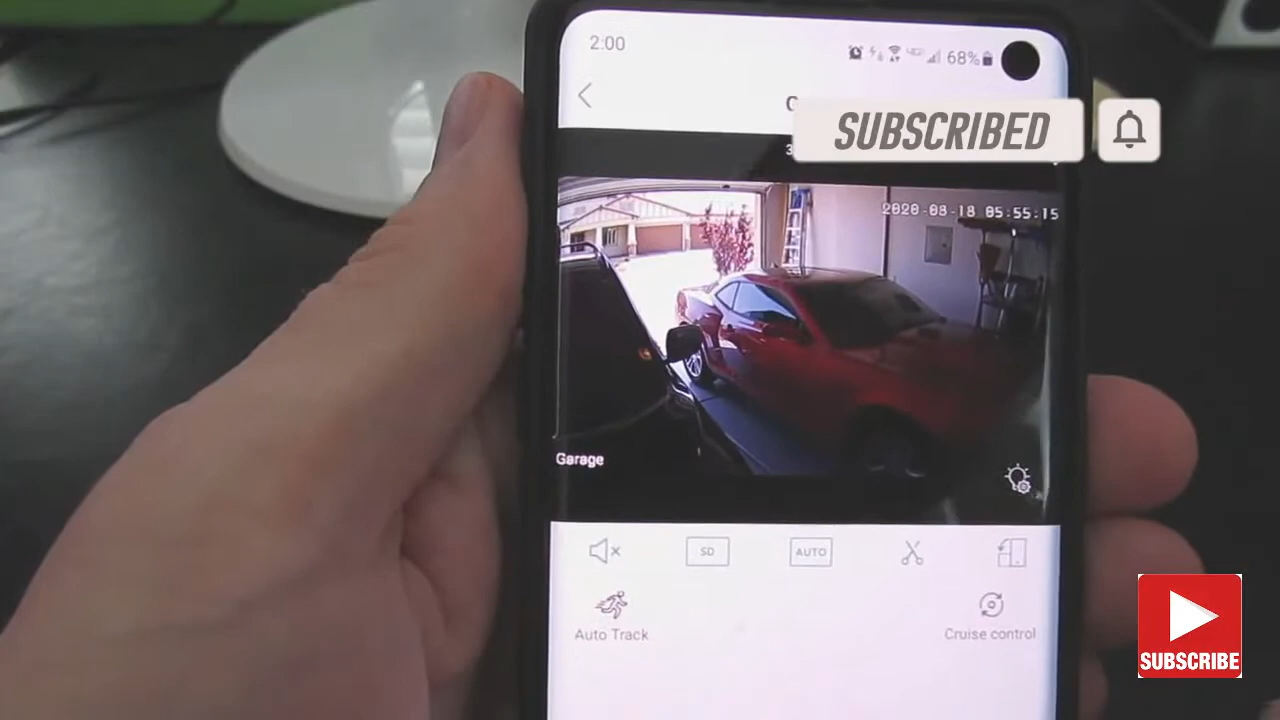 2:00
68%
SUBSCRIBED
2020-08-18 05:55:15
Garage
SD
AUTO
Auto Track
Cruise control
SUBSCRIBE